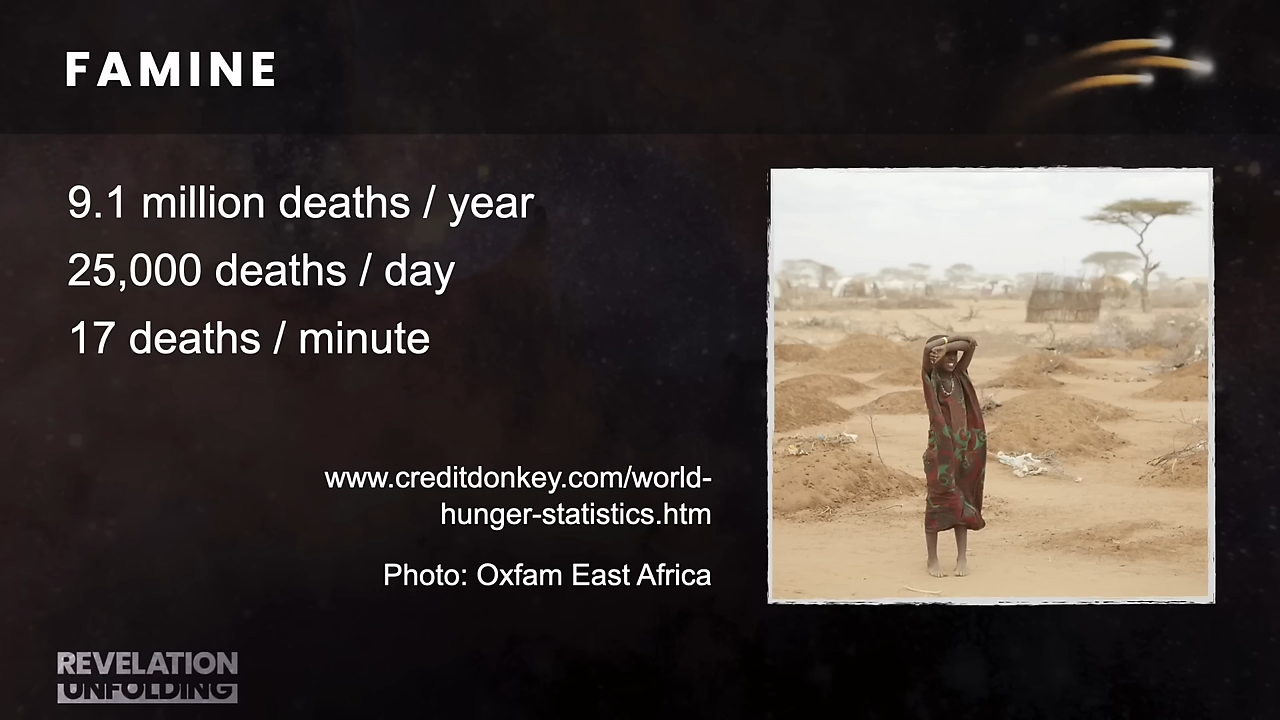 FAMINE
9.1 million deaths / year
25,000 deaths / day
17 deaths / minute
www.creditdonkey.com/world-
hunger-statistics.htm
Photo: Oxfam East Africa
REVELATION
UNFOLDING